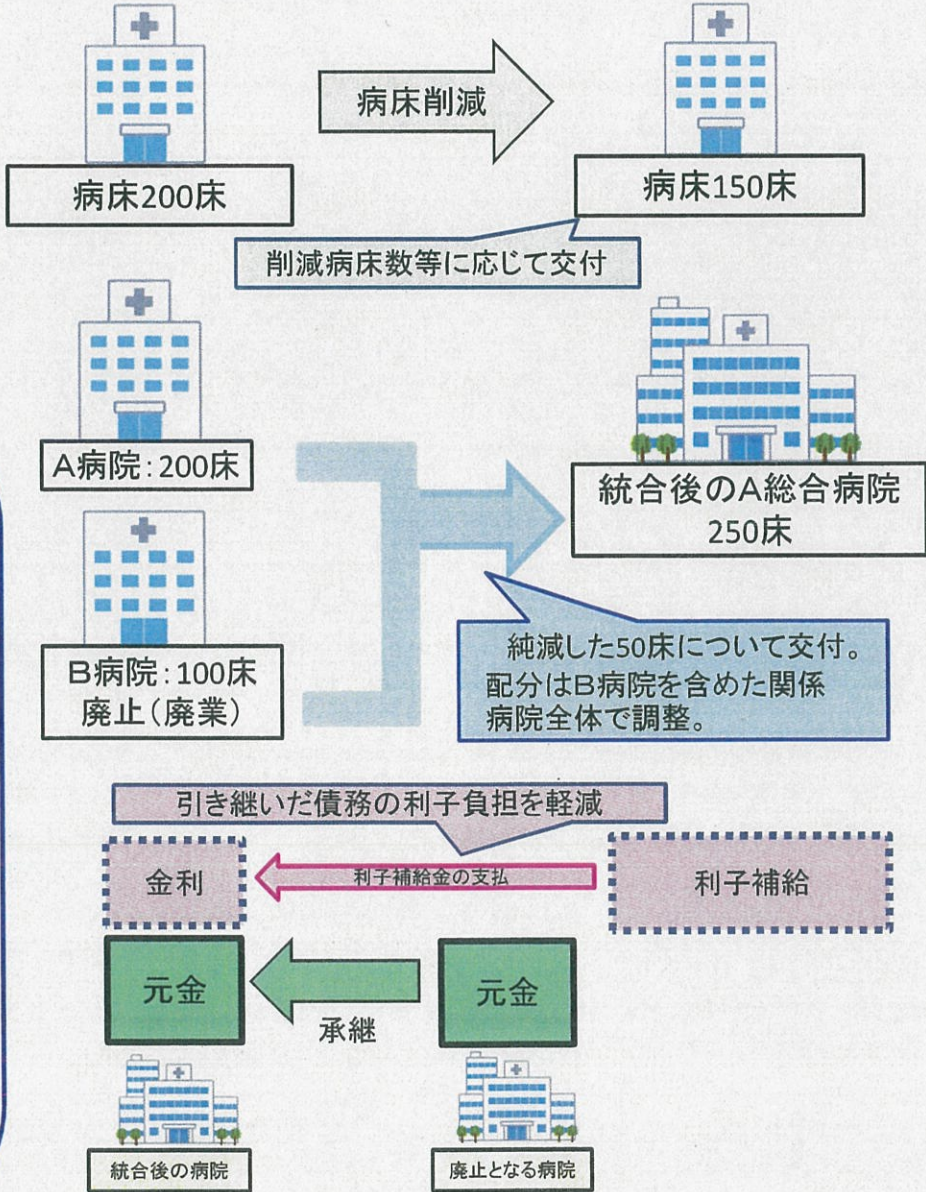 病床削減
病床200床
病床150床
削減病床数等に応じて交付
A病院:200床
統合後のA総合病院
250床
B病院:100床
廃止(廃業)
純減した50床について交付。
配分はB病院を含めた関係
病院全体で調整。
引き継いだ債務の利子負担を軽減
金利
利子補給金の支払
利子補給
元金
元金
承継
統合後の病院
廃止となる病院